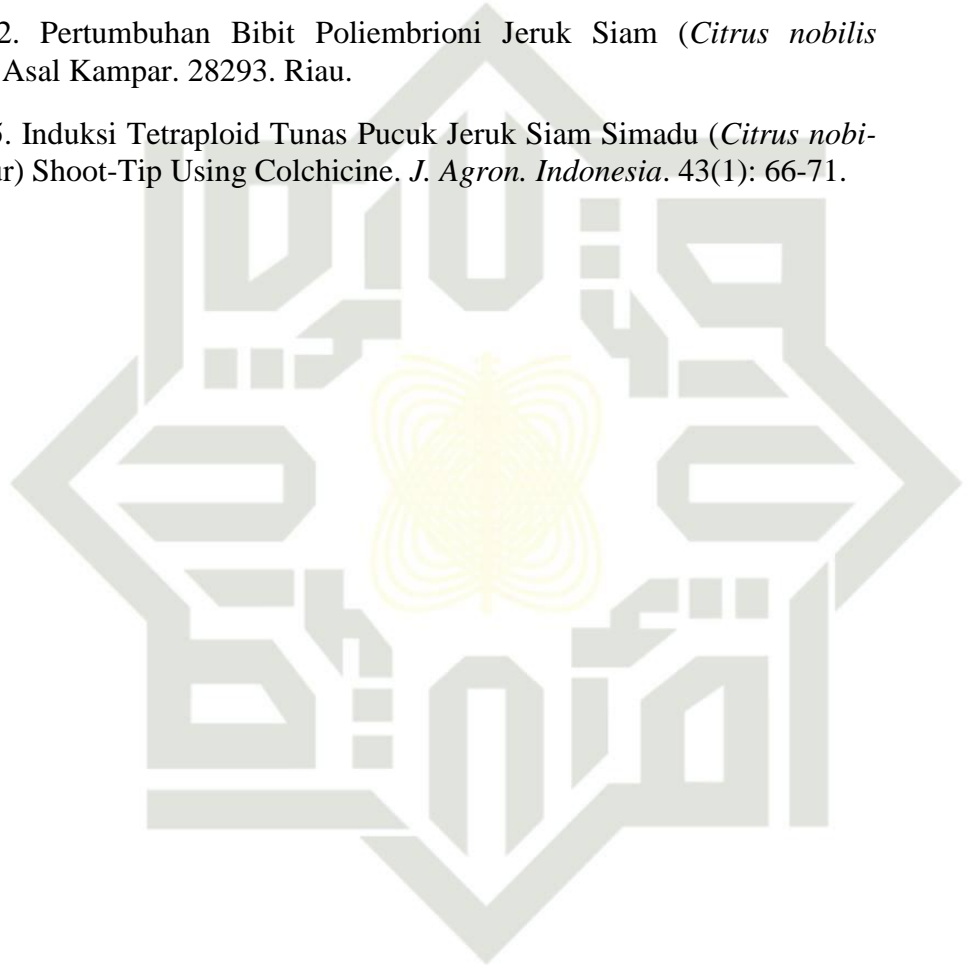 2. Pertumbuhan Bibit Poliembrioni Jeruk Siam (Citrus nobilis
Asal Kampar. 28293. Riau.
5. Induksi Tetraploid Tunas Pucuk Jeruk Siam Simadu (Citrus nobi-
ur) Shoot-Tip Using Colchicine. J. Agron. Indonesia. 43(1): 66-71.